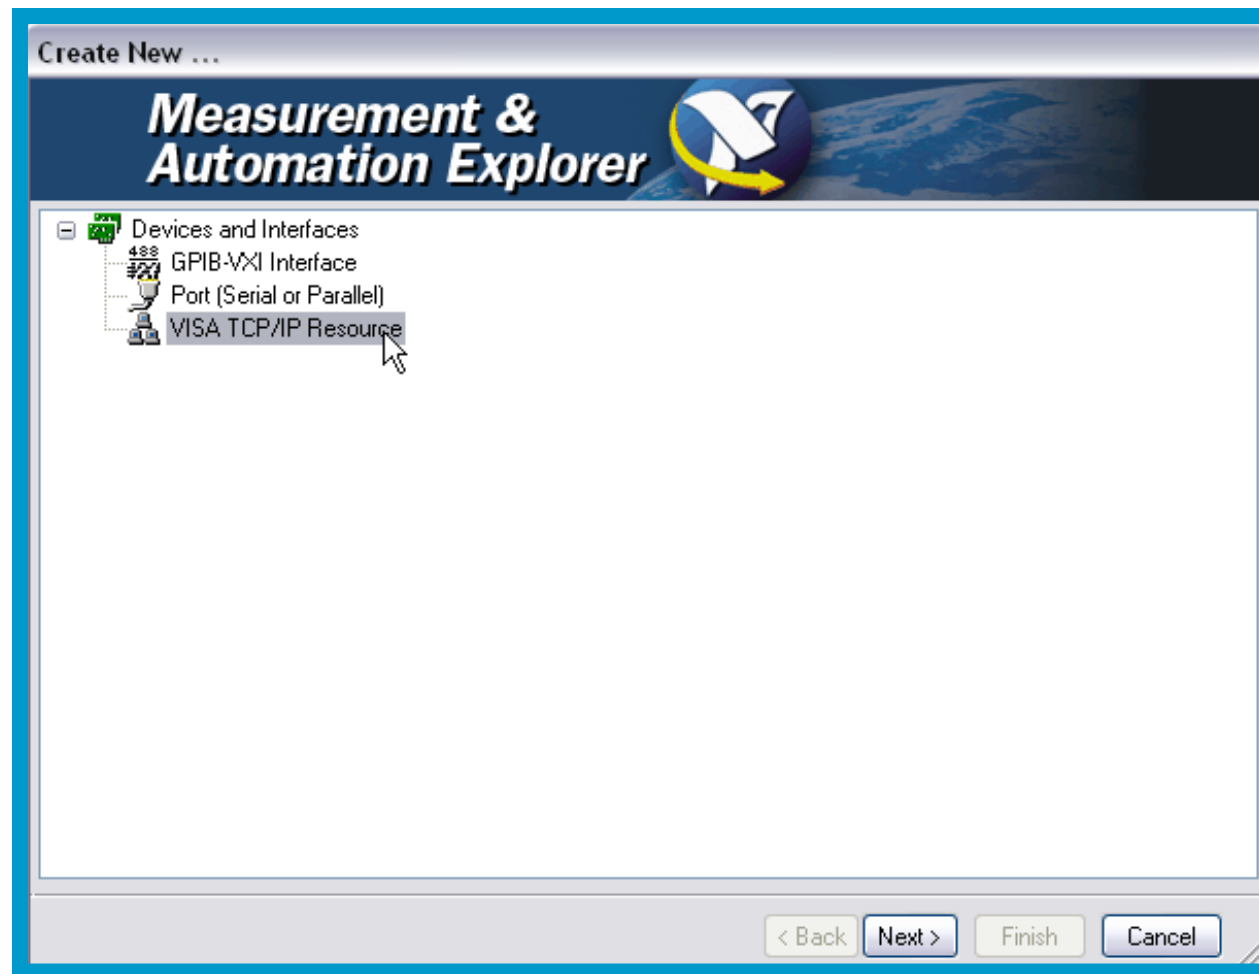 Create New ...
Measurement &
Automation Explorer
Devices and Interfaces
GPIB-VXI Interface
Port (Serial or Parallel)
VISA TCP/IP Resource
< Back Next > Finish Cancel